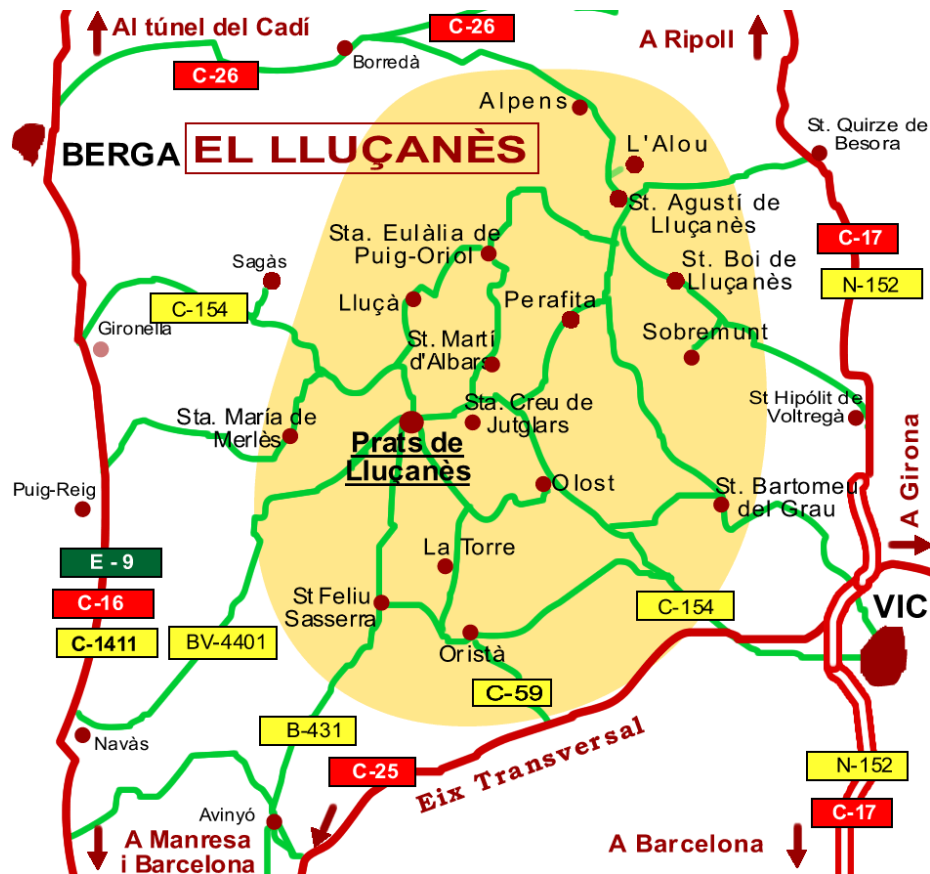 Al túnel del Cadí
C-26
A Ripoll
C-26
Borredà
Alpens
St. Quirze de
Besora
BERGA
EL LLUÇANÈS
L'Alou
St. Agustí de
Lluçanès
Sta. Eulàlia de
Puig-Oriol
C-17
N-152
Sagàs
St. Boi de
Lluçanès
C-154
Lluçà
Perafita
Gironella
St. Martí
d'Albars
Sobremunt
St Hipólit de
Voltregà
Sta. María de
Merlès
Sta. Creu de
Jutglars
Prats de
Lluçanès
A Girona
Puig-Reig
Olost
St. Bartomeu
del Grau
La Torre
E - 9
C-16
C-1411
St Feliu
Sasserra
C-154
VIC
BV-4401
Oristà
C-59
B-431
Navàs
C-25
Eix Transversal
N-152
C-17
Avinyó
A Manresa
i Barcelona
A Barcelona